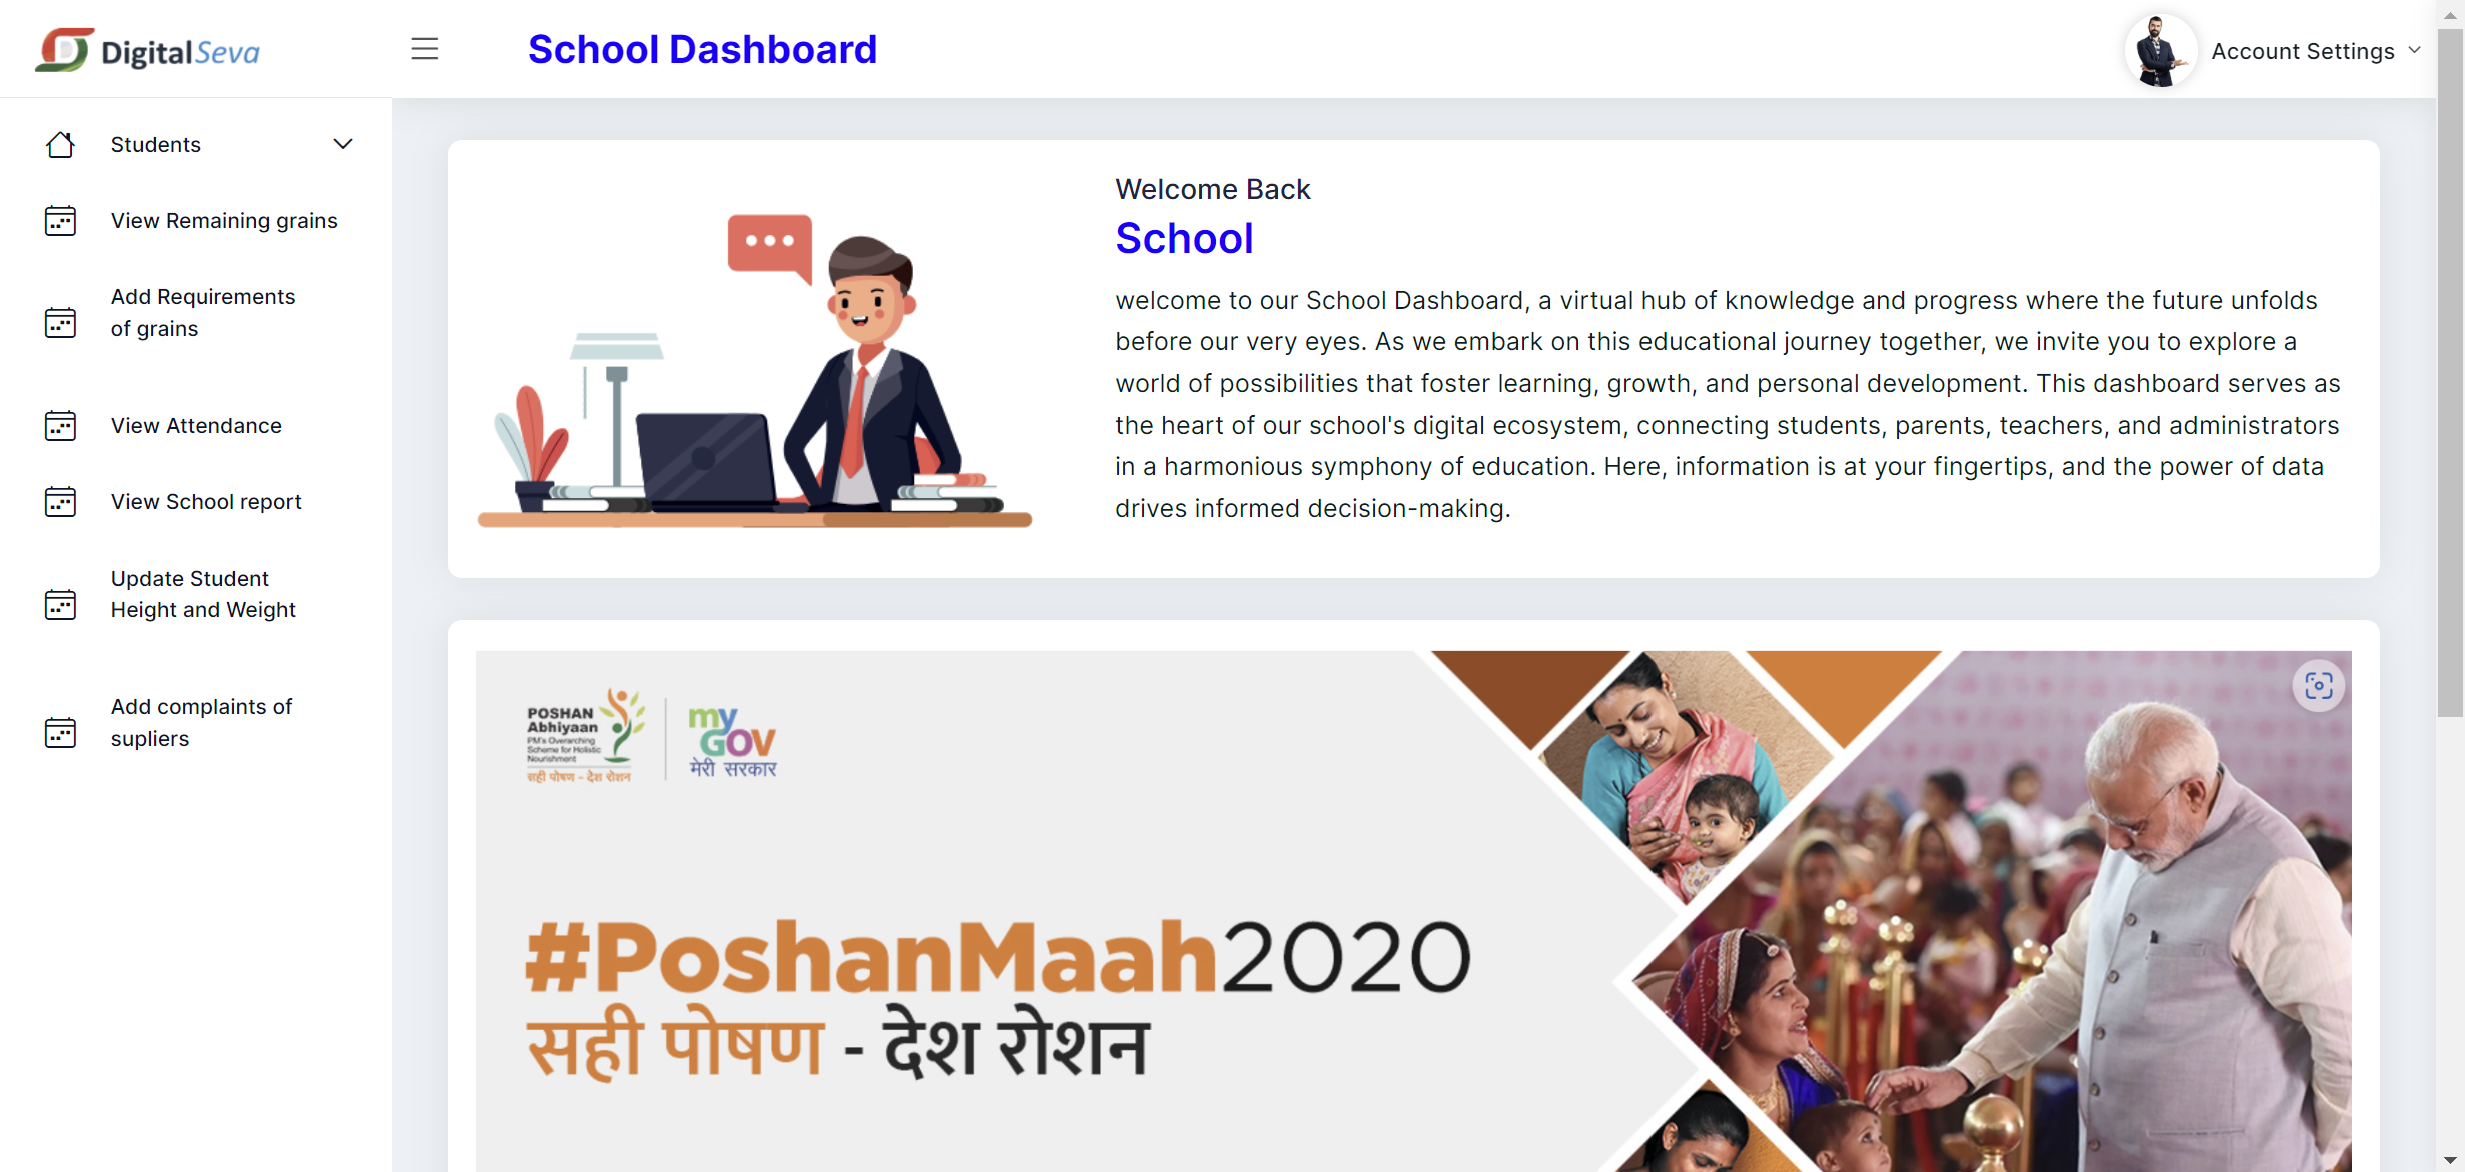 DigitalSeva
School Dashboard
Account Settings
Students
View Remaining grains
Add Requirements
of grains
View Attendance
View School report
Update Student
Height and Weight
Add complaints of
supliers
Welcome Back
School
welcome to our School Dashboard, a virtual hub of knowledge and progress where the future unfolds
before our very eyes. As we embark on this educational journey together, we invite you to explore a
world of possibilities that foster learning, growth, and personal development. This dashboard serves as
the heart of our school's digital ecosystem, connecting students, parents, teachers, and administrators
in a harmonious symphony of education. Here, information is at your fingertips, and the power of data
drives informed decision-making.
POSHAN
Abhiyaan
PM's Overarching
Scheme for Holistic
Nourishment
सही पोषण - देश रोशन
my
GOV
मेरी सरकार
#PoshanMaah2020
सही पोषण - देश रोशन